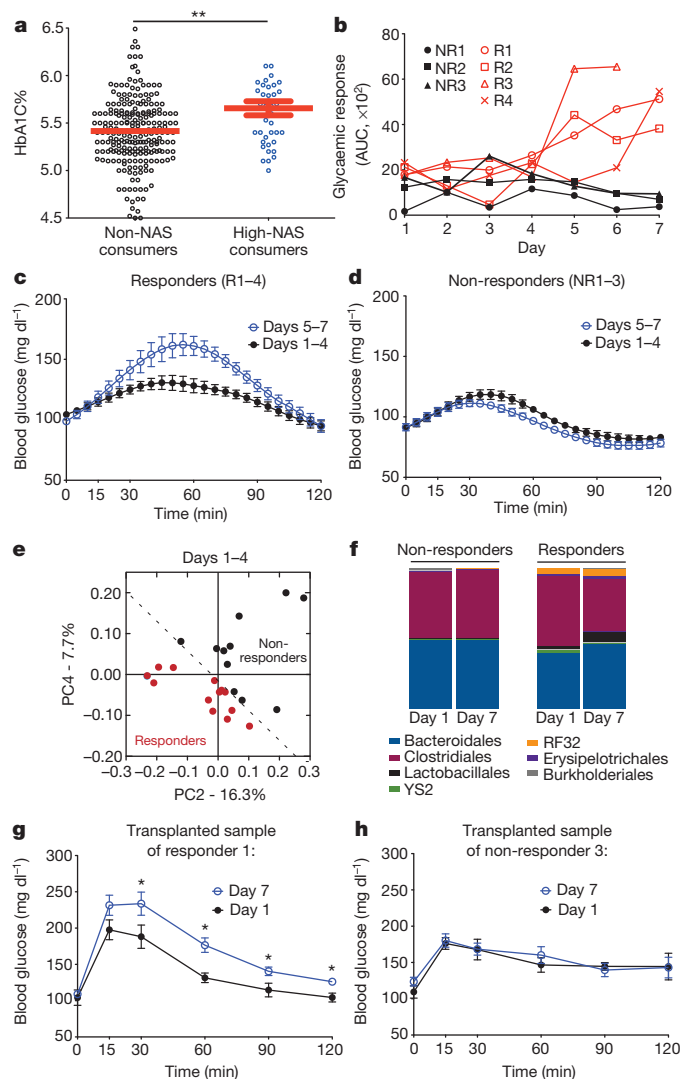 a
**
HbA1C%
6.5
6.0
5.5
5.0
4.5
Non-NAS
consumers
High-NAS
consumers
b
Glycaemic response
(AUC, ×10²)
80
60
40
20
0
NR1
NR2
NR3
R1
R2
R3
R4
1 2 3 4 5 6 7
Day
c
Responders (R1–4)
Blood glucose (mg dl⁻¹)
200
150
100
50
Days 5–7
Days 1–4
0 15 30 60 90 120
Time (min)
d
Non-responders (NR1–3)
Blood glucose (mg dl⁻¹)
200
150
100
50
Days 5–7
Days 1–4
0 15 30 60 90 120
Time (min)
e
Days 1–4
PC4 - 7.7%
0.20
0.10
0.00
−0.10
−0.20
Non-
responders
Responders
−0.3 −0.2 −0.1 0.0 0.1 0.2 0.3
PC2 - 16.3%
f
Non-responders Responders
Day 1 Day 7 Day 1 Day 7
Bacteroidales
Clostridiales
Lactobacillales
YS2
RF32
Erysipelotrichales
Burkholderiales
g
Transplanted sample
of responder 1:
Blood glucose (mg dl⁻¹)
300
250
200
150
100
50
Day 7
Day 1
* * * *
0 15 30 60 90 120
Time (min)
h
Transplanted sample
of non-responder 3:
Blood glucose (mg dl⁻¹)
300
250
200
150
100
50
Day 7
Day 1
0 15 30 60 90 120
Time (min)